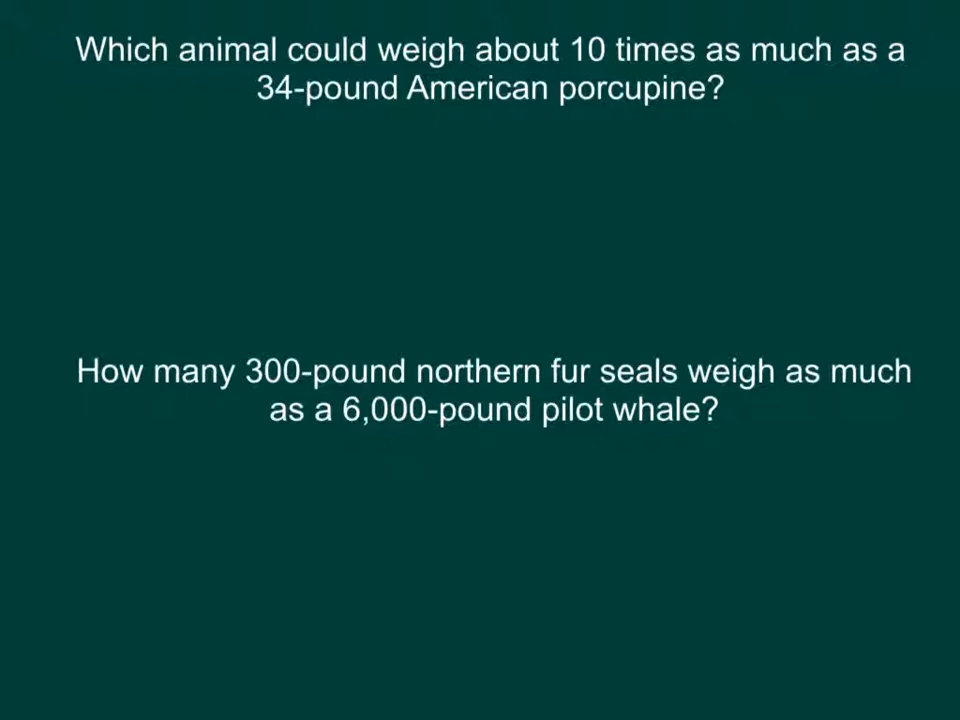 Which animal could weigh about 10 times as much as a
34-pound American porcupine?
How many 300-pound northern fur seals weigh as much
as a 6,000-pound pilot whale?